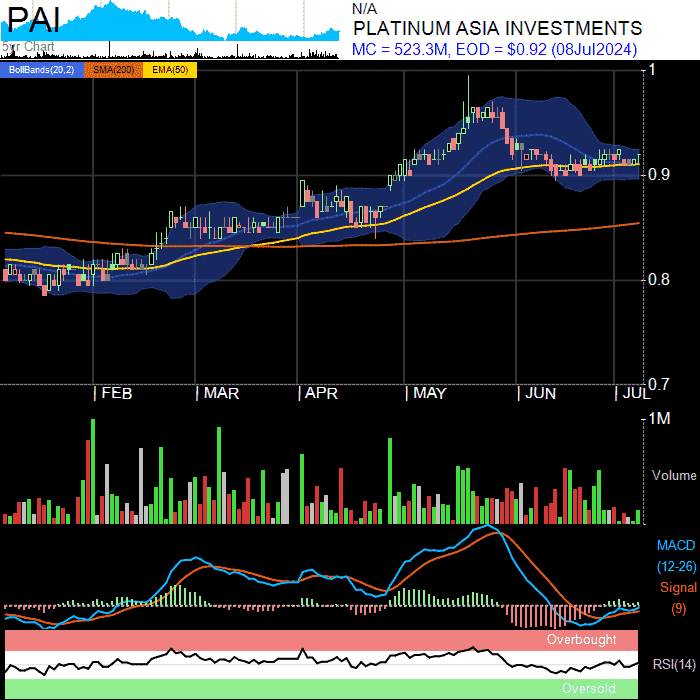 PAI
5yr Chart
N/A
PLATINUM ASIA INVESTMENTS
MC = 523.3M, EOD = $0.92 (08Jul2024)
BollBands(20,2) SMA(200) EMA(50)
1
0.9
0.8
0.7
FEB MAR APR MAY JUN JUL
1M
Volume
MACD
(12-26)
Signal
(9)
Overbought
RSI(14)
Oversold